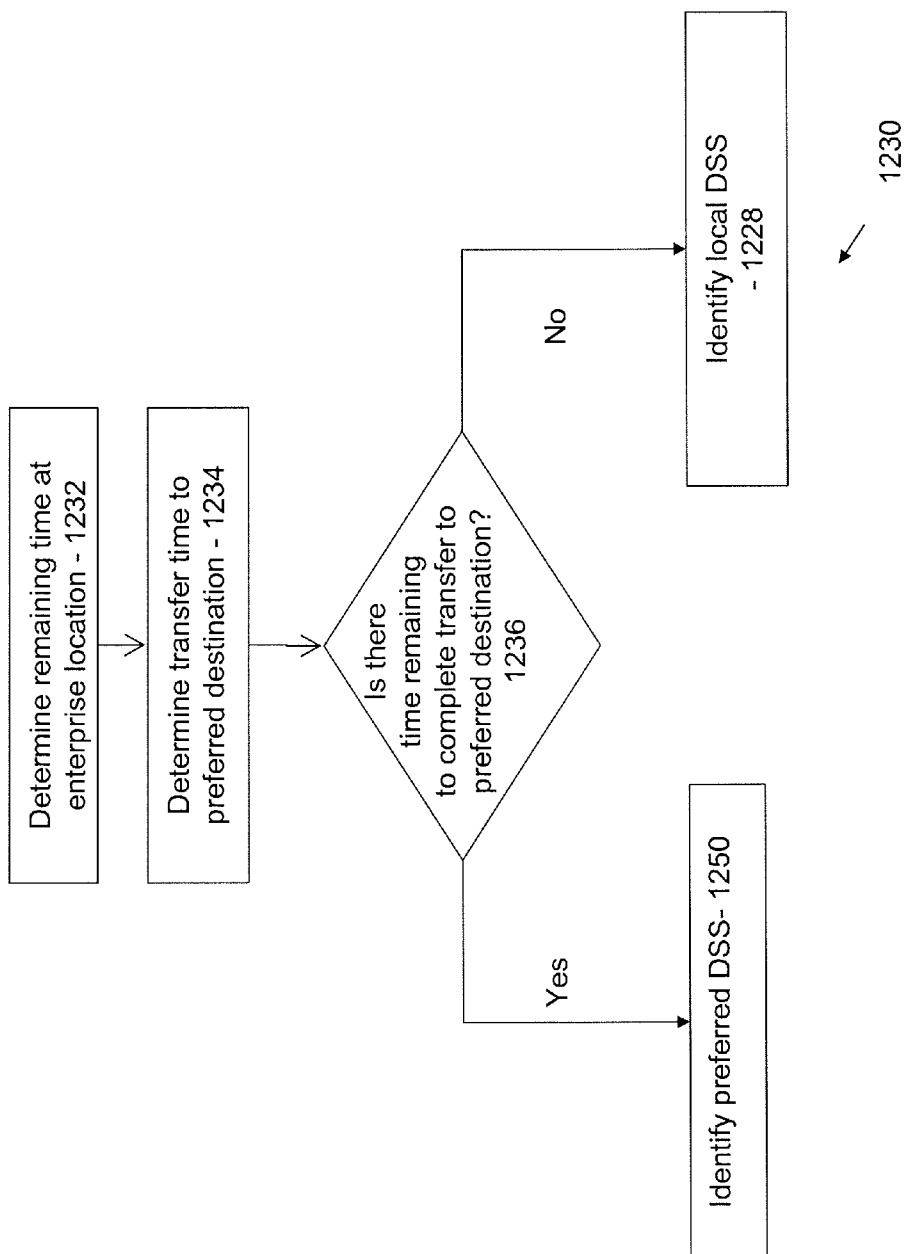 Determine remaining time at
enterprise location - 1232
Determine transfer time to
preferred destination - 1234
Is there
time remaining
to complete transfer to
preferred destination?
1236
Yes
No
Identify preferred DSS- 1250
Identify local DSS
- 1228
1230